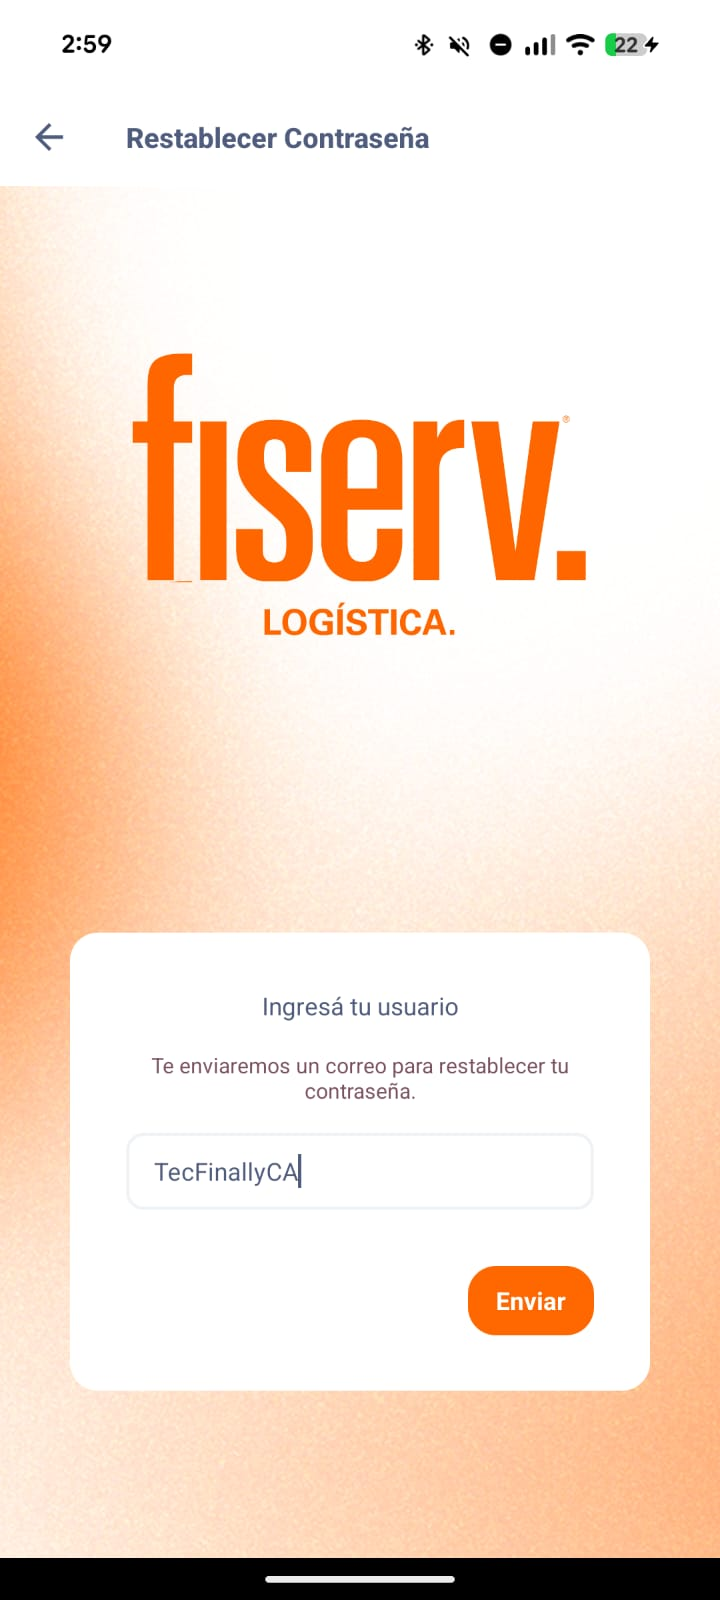 2:59
22
Restablecer Contraseña
fiserv.®
LOGÍSTICA.
Ingresá tu usuario
Te enviaremos un correo para restablecer tu
contraseña.
TecFinallyCA
Enviar